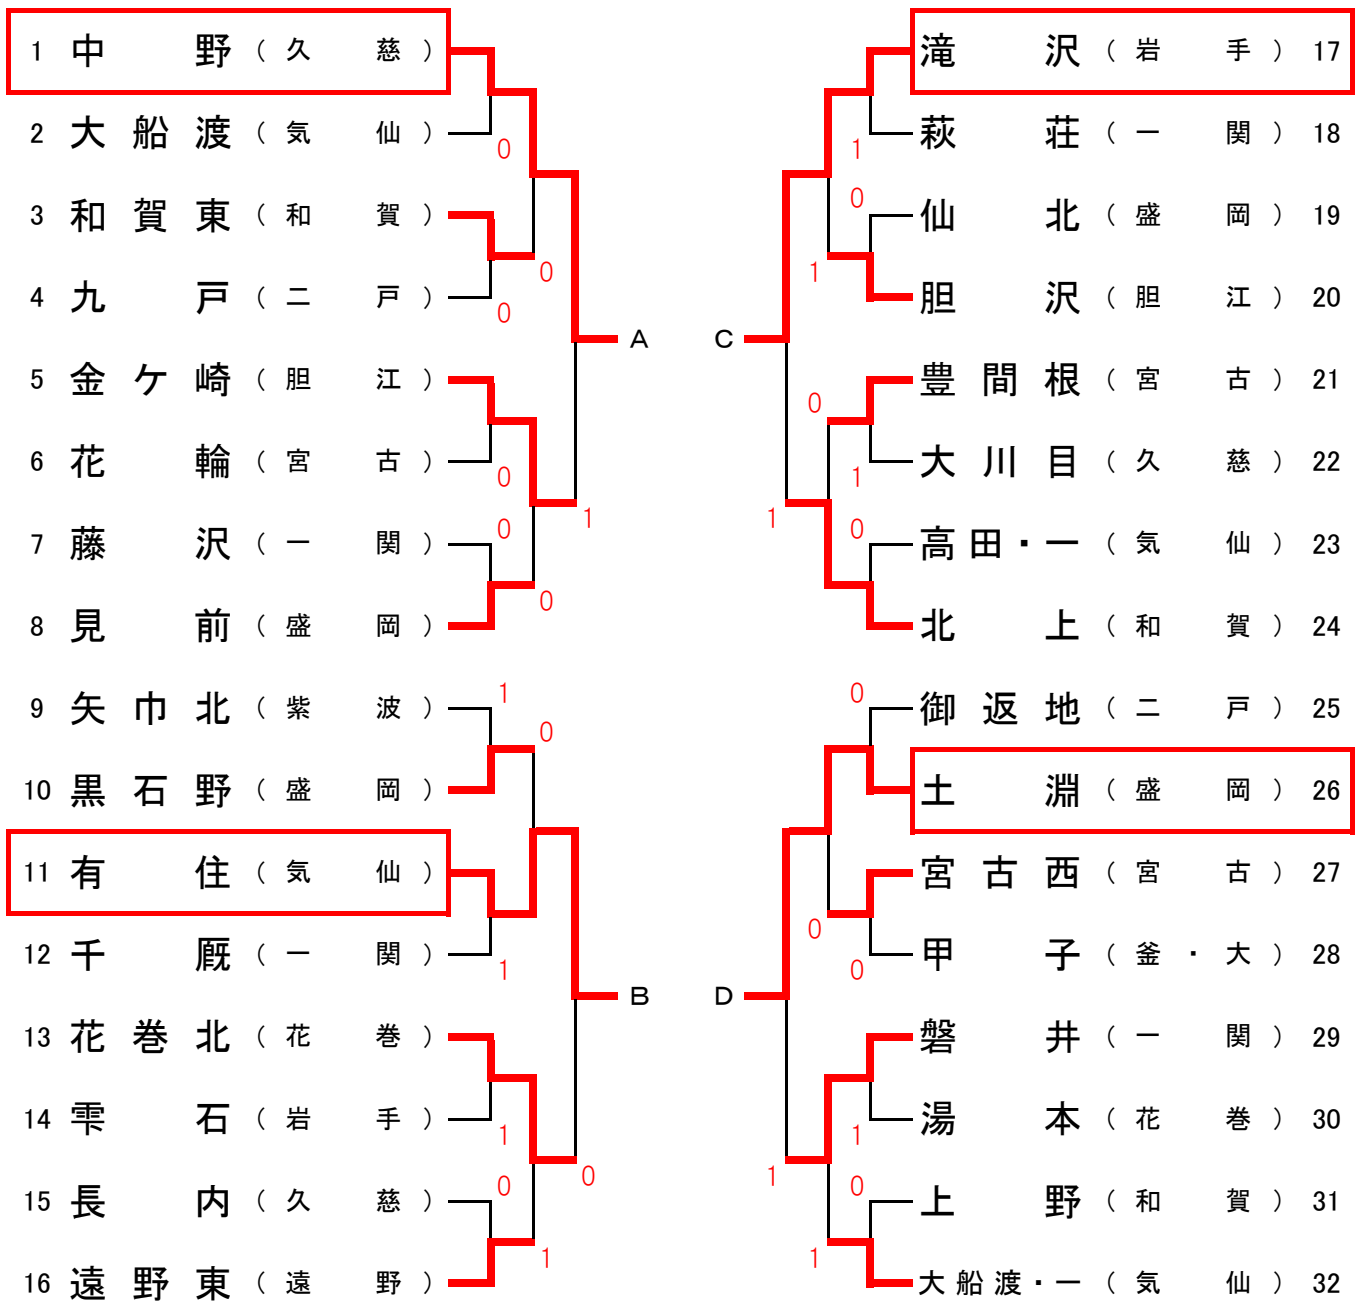 1 中野 (久慈)
滝沢 (岩手) 17
2 大船渡 (気仙)
萩荘 (一関) 18
0
1
0
3 和賀東 (和賀)
仙北 (盛岡) 19
0
1
4 九戸 (二戸)
胆沢 (胆江) 20
0
A
C
5 金ケ崎 (胆江)
豊間根 (宮古) 21
0
6 花輪 (宮古)
大川目 (久慈) 22
0
1
1
1
0
0
7 藤沢 (一関)
高田・一 (気仙) 23
0
8 見前 (盛岡)
北上 (和賀) 24
1
0
9 矢巾北 (紫波)
御返地 (二戸) 25
0
10 黒石野 (盛岡)
土淵 (盛岡) 26
11 有住 (気仙)
宮古西 (宮古) 27
0
12 千厩 (一関)
甲子 (釜・大) 28
1
0
B
D
13 花巻北 (花巻)
磐井 (一関) 29
14 雫石 (岩手)
湯本 (花巻) 30
1
1
0
1
0
0
15 長内 (久慈)
上野 (和賀) 31
1
1
16 遠野東 (遠野)
大船渡・一 (気仙) 32